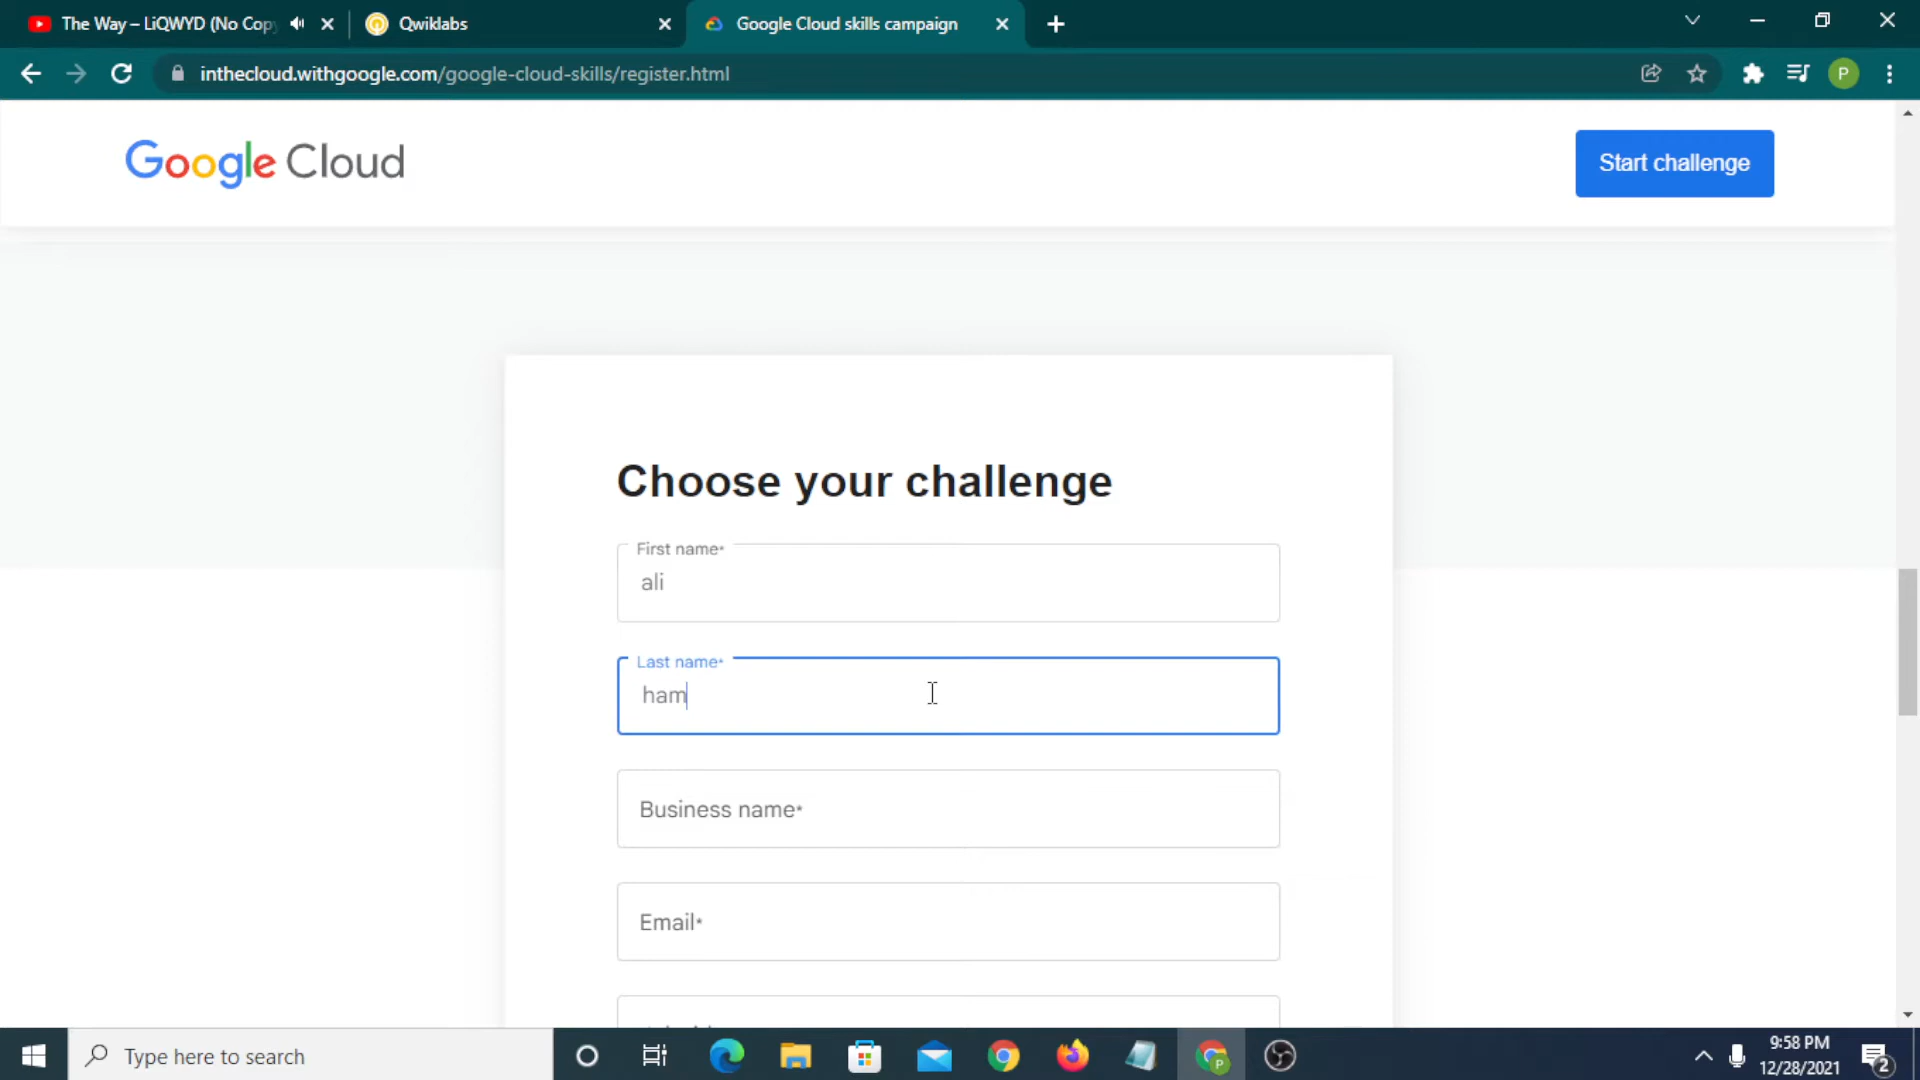 The Way – LiQWYD (No Cop
Qwiklabs
Google Cloud skills campaign
inthecloud.withgoogle.com/google-cloud-skills/register.html
P
Google Cloud
Start challenge
Choose your challenge
First name*
ali
Last name*
ham
Business name*
Email*
Type here to search
P
9:58 PM
12/28/2021
2